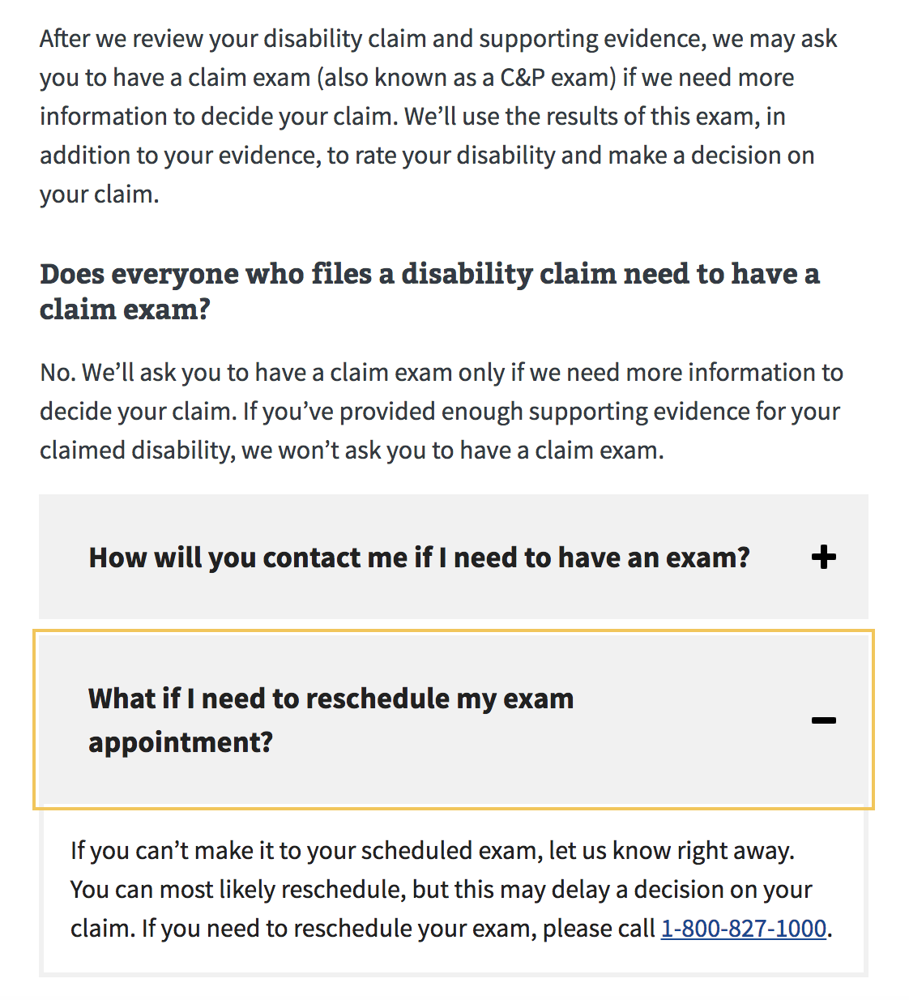 After we review your disability claim and supporting evidence, we may ask
you to have a claim exam (also known as a C&P exam) if we need more
information to decide your claim. We’ll use the results of this exam, in
addition to your evidence, to rate your disability and make a decision on
your claim.
Does everyone who files a disability claim need to have a
claim exam?
No. We’ll ask you to have a claim exam only if we need more information to
decide your claim. If you’ve provided enough supporting evidence for your
claimed disability, we won’t ask you to have a claim exam.
How will you contact me if I need to have an exam?
What if I need to reschedule my exam
appointment?
If you can’t make it to your scheduled exam, let us know right away.
You can most likely reschedule, but this may delay a decision on your
claim. If you need to reschedule your exam, please call 1-800-827-1000.